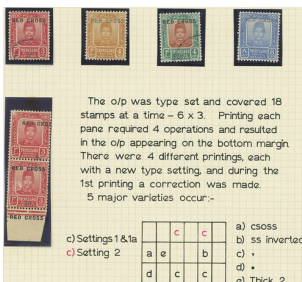 RED CROSS
RED CROSS
RED CROSS
RED CROSS
The o/p was type set and covered 18
stamps at a time – 6 x 3. Printing each
pane required 4 operations and resulted
in the o/p appearing on the bottom margin.
There were 4 different printings, each
with a new type setting, and during the
1st printing a correction was made.
5 major varieties occur:-
RED CROSS
RED CROSS
RED CROSS
c) Settings 1 & 1a
c) Setting 2
c c
a e b
d c c
a) csoss
b) ss inverted
c)
d)
e) Thick 2